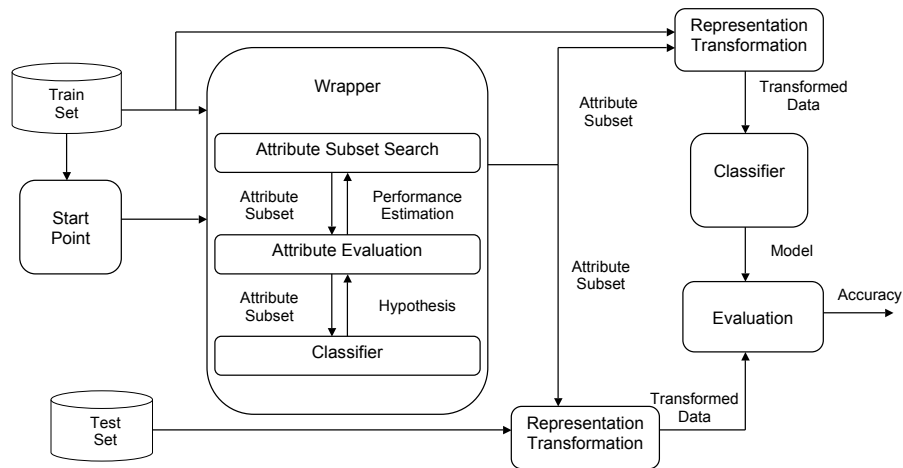 Representation
Transformation
Train
Set
Wrapper
Transformed
Data
Attribute
Subset
Attribute Subset Search
Classifier
Attribute
Subset
Performance
Estimation
Start
Point
Attribute Evaluation
Model
Attribute
Subset
Attribute
Subset
Hypothesis
Accuracy
Evaluation
Classifier
Test
Set
Representation
Transformation
Transformed
Data